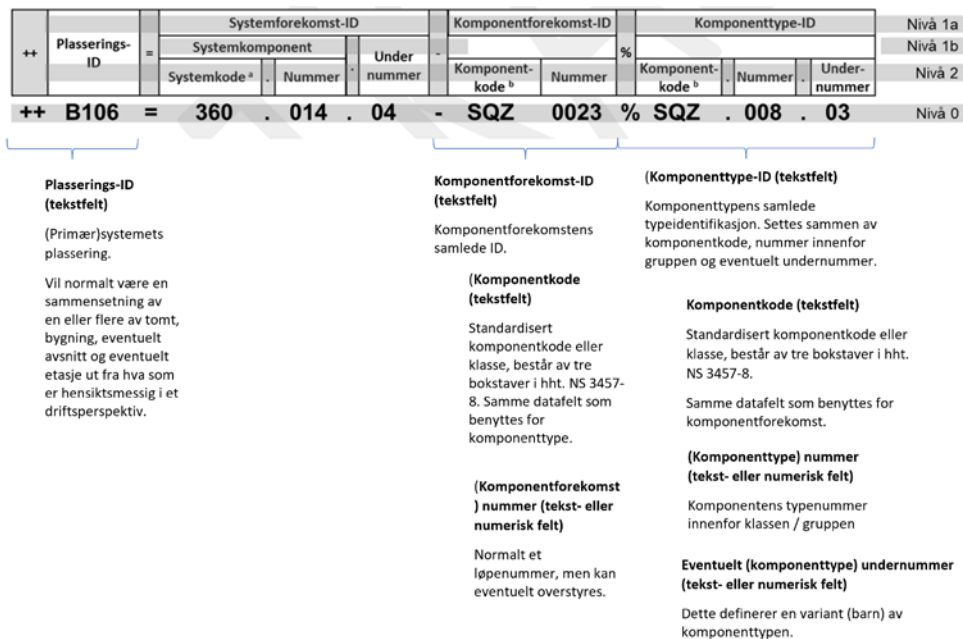 Systemforekomst-ID Komponentforekomst-ID Komponenttype-ID Nivå 1a
++ Plasserings-ID = Systemkomponent . Under nummer - % Nivå 1b
Systemkode ᵃ . Nummer Komponent-kode ᵇ Nummer Komponent-kode ᵇ . Nummer . Under-nummer Nivå 2
++ B106 = 360 . 014 . 04 - SQZ 0023 % SQZ . 008 . 03 Nivå 0
Plasserings-ID
(tekstfelt)
(Primær)systemets
plassering.
Vil normalt være en
sammensetning av
en eller flere av tomt,
bygning, eventuelt
avsnitt og eventuelt
etasje ut fra hva som
er hensiktsmessig i et
driftsperspektiv.
Komponentforekomst-ID
(tekstfelt)
Komponentforekomstens
samlede ID.
(Komponentkode
(tekstfelt)
Standardisert
komponentkode eller
klasse, består av tre
bokstaver i hht. NS 3457-
8. Samme datafelt som
benyttes for
komponenttype.
(Komponentforekomst
) nummer (tekst- eller
numerisk felt)
Normalt et
løpenummer, men kan
eventuelt overstyres.
(Komponenttype-ID (tekstfelt)
Komponenttypens samlede
typeidentifikasjon. Settes sammen av
komponentkode, nummer innenfor
gruppen og eventuelt undernummer.
Komponentkode (tekstfelt)
Standardisert komponentkode eller
klasse, består av tre bokstaver i hht.
NS 3457-8.
Samme datafelt som benyttes for
komponentforekomst.
(Komponenttype) nummer
(tekst- eller numerisk felt)
Komponentens typenummer
innenfor klassen / gruppen
Eventuelt (komponenttype) undernummer
(tekst- eller numerisk felt)
Dette definerer en variant (barn) av
komponenttypen.